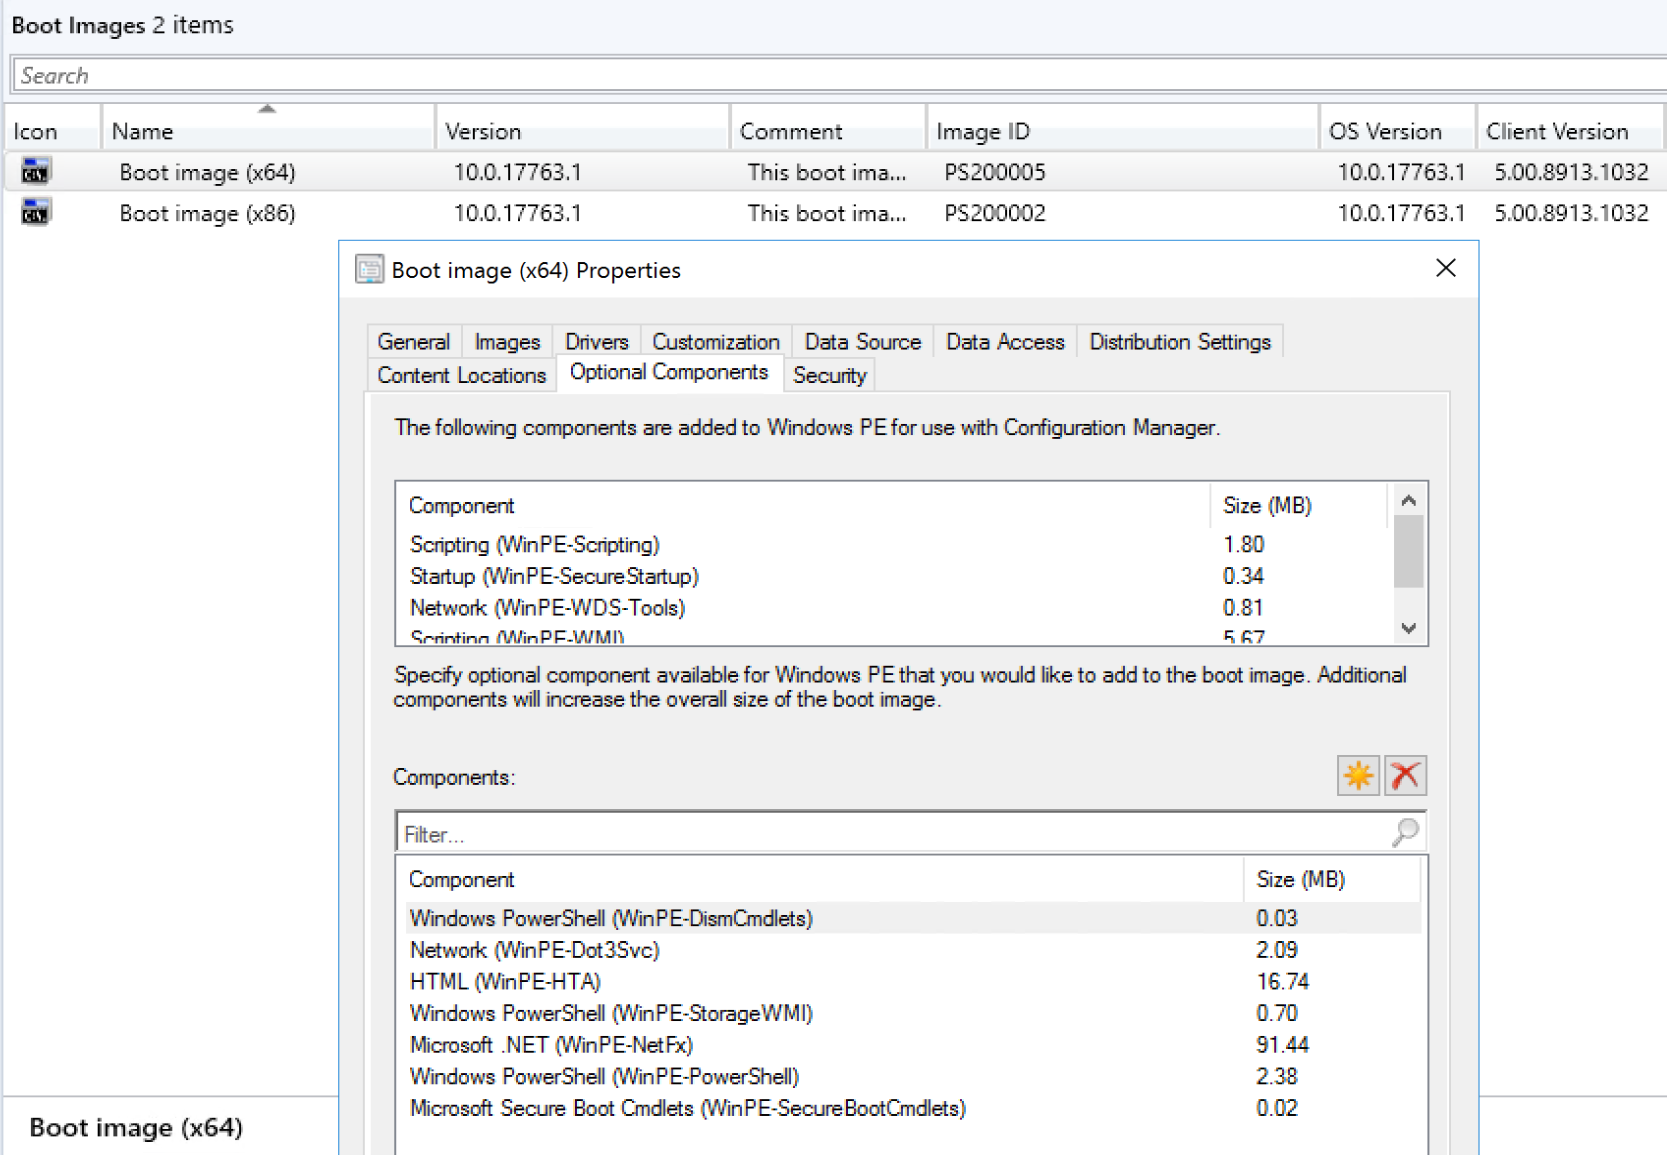 Boot Images 2 items
Search
Icon Name Version Comment Image ID OS Version Client Version
Boot image (x64) 10.0.17763.1 This boot ima... PS200005 10.0.17763.1 5.00.8913.1032
Boot image (x86) 10.0.17763.1 This boot ima... PS200002 10.0.17763.1 5.00.8913.1032
Boot image (x64) Properties
General Images Drivers Customization Data Source Data Access Distribution Settings
Content Locations Optional Components Security
The following components are added to Windows PE for use with Configuration Manager.
Component Size (MB)
Scripting (WinPE-Scripting) 1.80
Startup (WinPE-SecureStartup) 0.34
Network (WinPE-WDS-Tools) 0.81
Scripting (WinPE-WMI) 5.67
Specify optional component available for Windows PE that you would like to add to the boot image. Additional
components will increase the overall size of the boot image.
Components:
Filter...
Component Size (MB)
Windows PowerShell (WinPE-DismCmdlets) 0.03
Network (WinPE-Dot3Svc) 2.09
HTML (WinPE-HTA) 16.74
Windows PowerShell (WinPE-StorageWMI) 0.70
Microsoft .NET (WinPE-NetFx) 91.44
Windows PowerShell (WinPE-PowerShell) 2.38
Microsoft Secure Boot Cmdlets (WinPE-SecureBootCmdlets) 0.02
Boot image (x64)